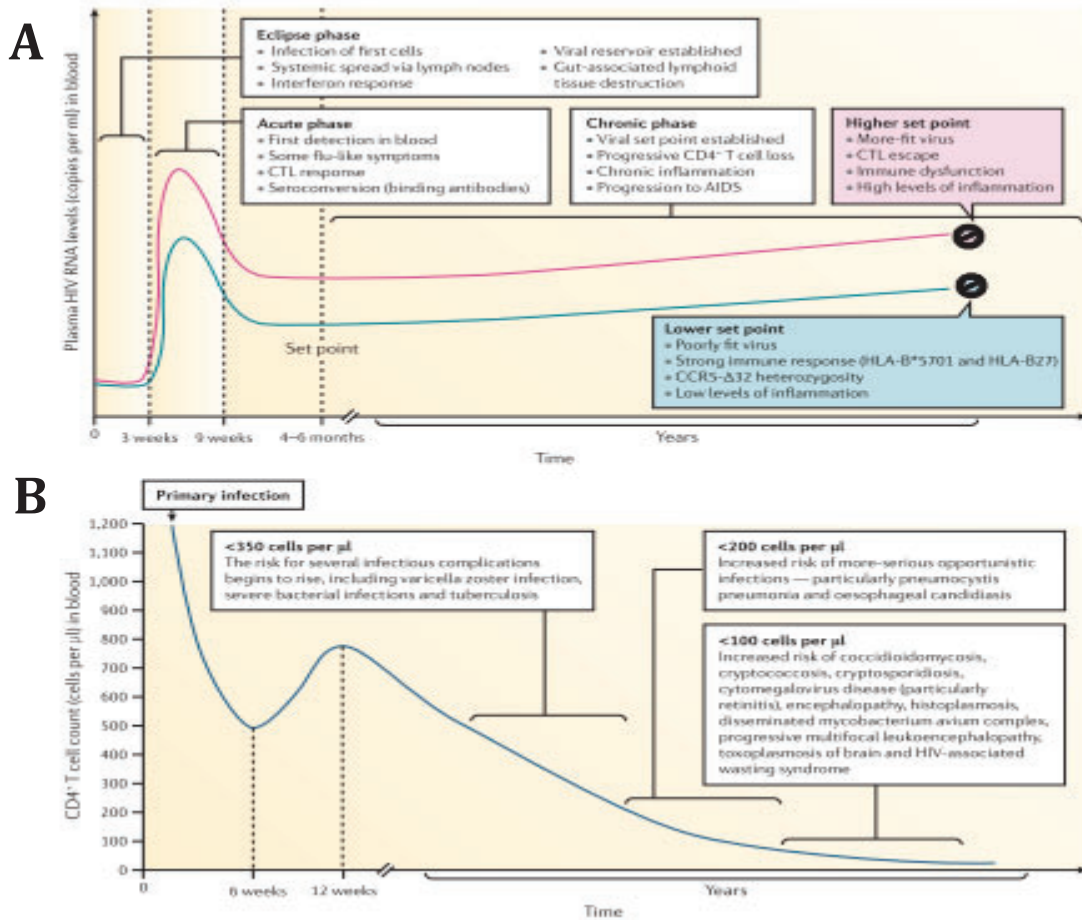 A
Plasma HIV RNA levels (copies per ml) in blood
Eclipse phase
• Infection of first cells
• Systemic spread via lymph nodes
• Interferon response
• Viral reservoir established
• Gut-associated lymphoid
tissue destruction
Acute phase
• First detection in blood
• Some flu-like symptoms
• CTL response
• Seroconversion (binding antibodies)
Chronic phase
• Viral set point established
• Progressive CD4⁺ T cell loss
• Chronic inflammation
• Progression to AIDS
Higher set point
• More-fit virus
• CTL escape
• Immune dysfunction
• High levels of inflammation
Set point
Lower set point
• Poorly fit virus
• Strong immune response (HLA-B*5701 and HLA-B27)
• CCR5-Δ32 heterozygosity
• Low levels of inflammation
0
3 weeks
9 weeks
4–6 months
Years
Time
B
Primary infection
CD4⁺ T cell count (cells per μl) in blood
1,200
1,100
1,000
900
800
700
600
500
400
300
200
100
0
<350 cells per μl
The risk for several infectious complications
begins to rise, including varicella zoster infection,
severe bacterial infections and tuberculosis
<200 cells per μl
Increased risk of more-serious opportunistic
infections — particularly pneumocystis
pneumonia and oesophageal candidiasis
<100 cells per μl
Increased risk of coccidioidomycosis,
cryptococcosis, cryptosporidiosis,
cytomegalovirus disease (particularly
retinitis), encephalopathy, histoplasmosis,
disseminated mycobacterium avium complex,
progressive multifocal leukoencephalopathy,
toxoplasmosis of brain and HIV-associated
wasting syndrome
0
6 weeks
12 weeks
Years
Time